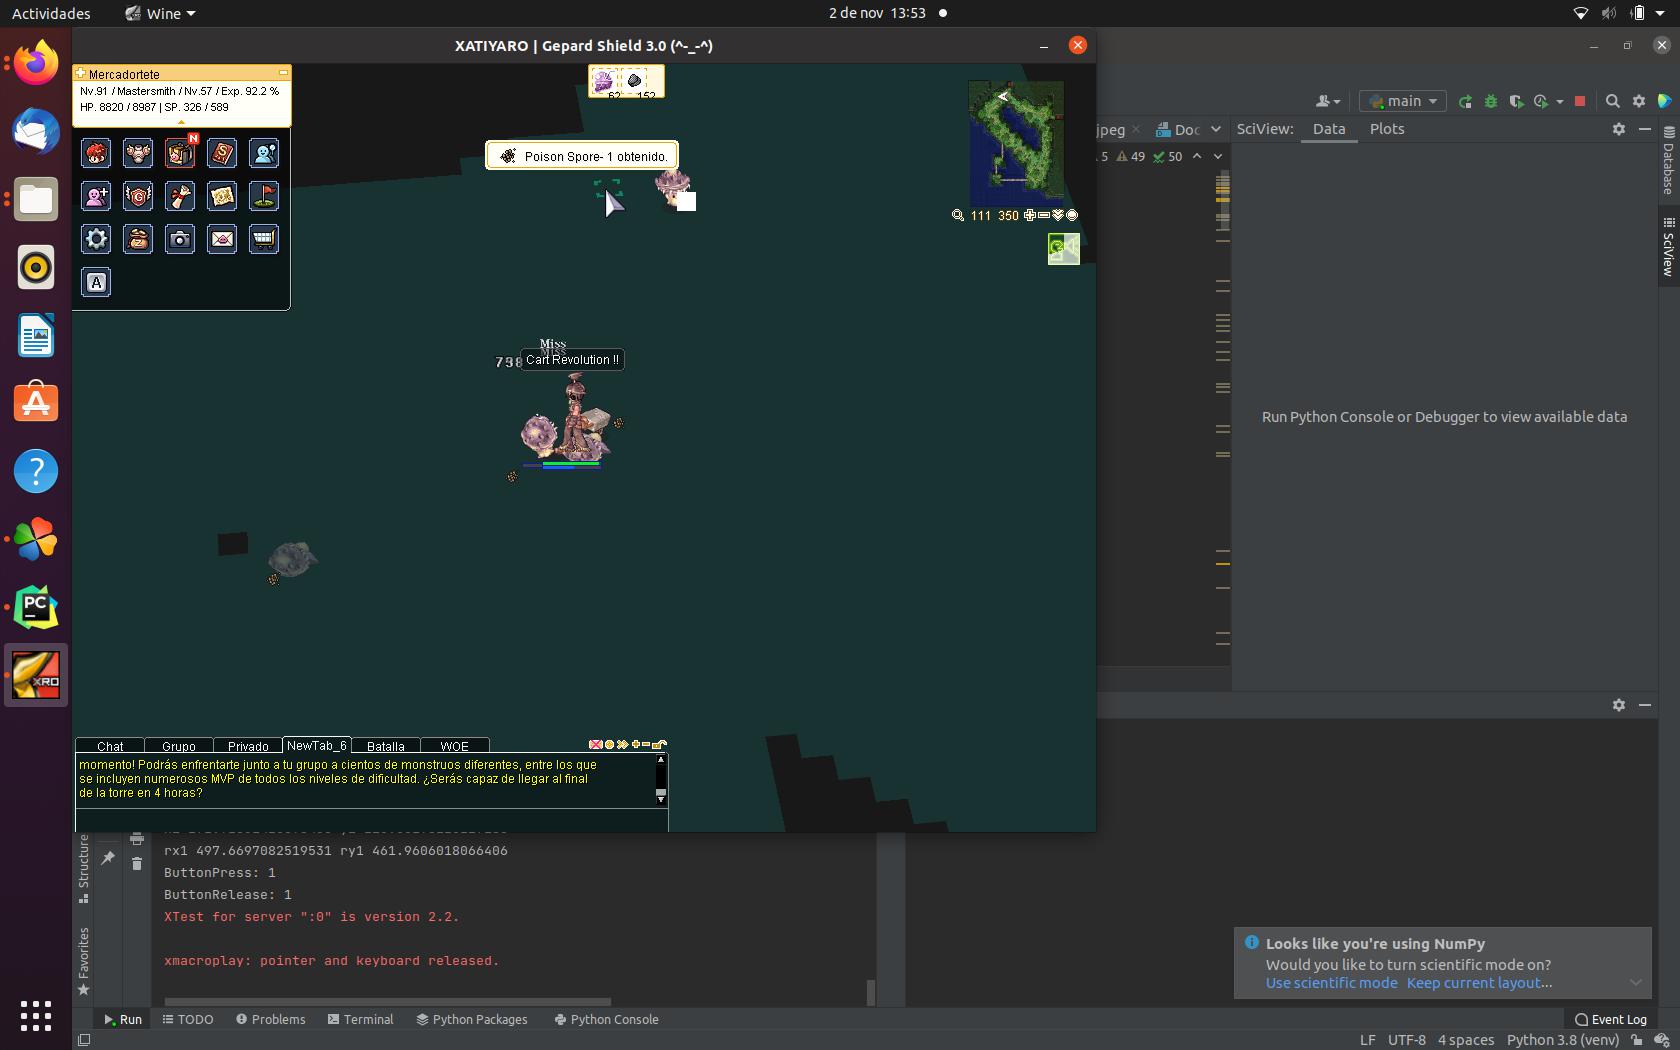 Actividades
Wine
2 de nov 13:53
XATIYARO | Gepard Shield 3.0 (^-_-^)
Mercadortete
Nv.91 / Mastersmith / Nv.57 / Exp. 92.2 %
HP. 8820 / 8987 | SP. 326 / 589
N
A
62 152
Poison Spore- 1 obtenido.
111 350
Miss
Miss
798
Cart Revolution !!
Chat Grupo Privado NewTab_6 Batalla WOE
momento! Podrás enfrentarte junto a tu grupo a cientos de monstruos diferentes, entre los que
se incluyen numerosos MVP de todos los niveles de dificultad. ¿Serás capaz de llegar al final
de la torre en 4 horas?
main
jpeg
Doc
SciView:
Data
Plots
5 49 50
Database
SciView
Run Python Console or Debugger to view available data
PC
XRO
Structure
Favorites
rx1 497.6697082519531 ry1 461.9606018066406
ButtonPress: 1
ButtonRelease: 1
XTest for server ":0" is version 2.2.
xmacroplay: pointer and keyboard released.
Looks like you're using NumPy
Would you like to turn scientific mode on?
Use scientific mode Keep current layout...
Run
TODO
Problems
Terminal
Python Packages
Python Console
Event Log
LF UTF-8 4 spaces Python 3.8 (venv)